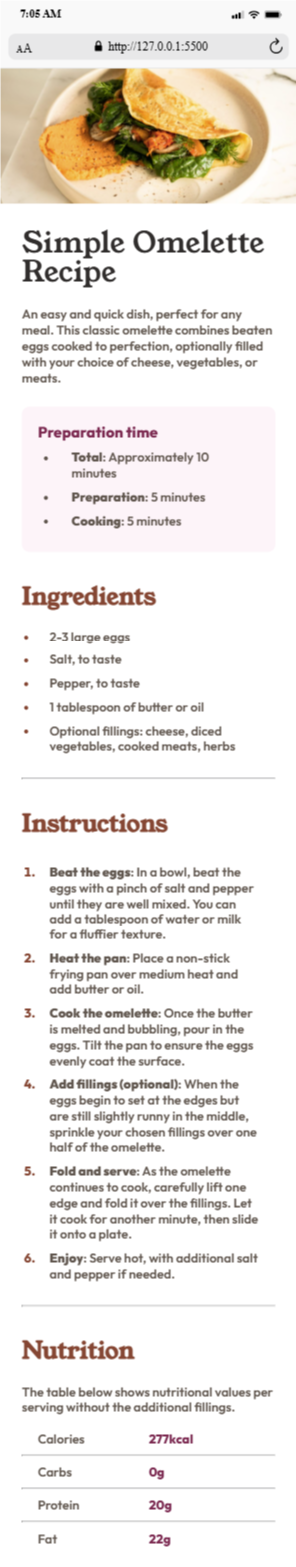 7:05 AM
AA http://127.0.0.1:5500
Simple Omelette
Recipe
An easy and quick dish, perfect for any
meal. This classic omelette combines beaten
eggs cooked to perfection, optionally filled
with your choice of cheese, vegetables, or
meats.
Preparation time
• Total: Approximately 10
minutes
• Preparation: 5 minutes
• Cooking: 5 minutes
Ingredients
• 2-3 large eggs
• Salt, to taste
• Pepper, to taste
• 1 tablespoon of butter or oil
• Optional fillings: cheese, diced
vegetables, cooked meats, herbs
Instructions
1. Beat the eggs: In a bowl, beat the
eggs with a pinch of salt and pepper
until they are well mixed. You can
add a tablespoon of water or milk
for a fluffier texture.
2. Heat the pan: Place a non-stick
frying pan over medium heat and
add butter or oil.
3. Cook the omelette: Once the butter
is melted and bubbling, pour in the
eggs. Tilt the pan to ensure the eggs
evenly coat the surface.
4. Add fillings (optional): When the
eggs begin to set at the edges but
are still slightly runny in the middle,
sprinkle your chosen fillings over one
half of the omelette.
5. Fold and serve: As the omelette
continues to cook, carefully lift one
edge and fold it over the fillings. Let
it cook for another minute, then slide
it onto a plate.
6. Enjoy: Serve hot, with additional salt
and pepper if needed.
Nutrition
The table below shows nutritional values per
serving without the additional fillings.
Calories 277kcal
Carbs 0g
Protein 20g
Fat 22g